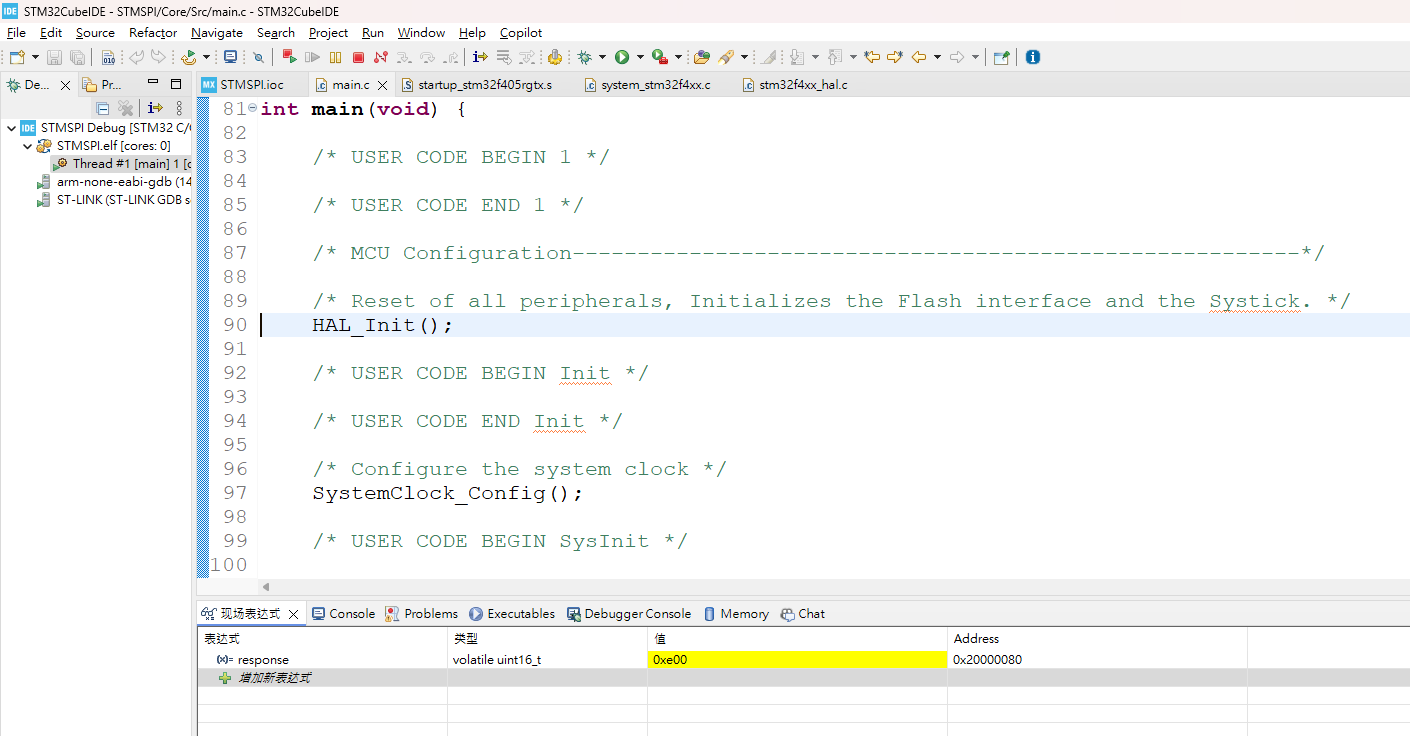 IDE STM32CubeIDE - STMSPI/Core/Src/main.c - STM32CubeIDE
File Edit Source Refactor Navigate Search Project Run Window Help Copilot
De... Pr...
MX STMSPI.ioc main.c startup_stm32f405rgtx.s system_stm32f4xx.c stm32f4xx_hal.c
IDE STMSPI Debug [STM32 C/
STMSPI.elf [cores: 0]
Thread #1 [main] 1 [c
arm-none-eabi-gdb (14
ST-LINK (ST-LINK GDB s
81 int main(void) {
82
83 /* USER CODE BEGIN 1 */
84
85 /* USER CODE END 1 */
86
87 /* MCU Configuration--------------------------------------------------------*/
88
89 /* Reset of all peripherals, Initializes the Flash interface and the Systick. */
90 HAL_Init();
91
92 /* USER CODE BEGIN Init */
93
94 /* USER CODE END Init */
95
96 /* Configure the system clock */
97 SystemClock_Config();
98
99 /* USER CODE BEGIN SysInit */
100
现场表达式 Console Problems Executables Debugger Console Memory Chat
表达式 类型 值 Address
(x)= response volatile uint16_t 0xe00 0x20000080
增加新表达式